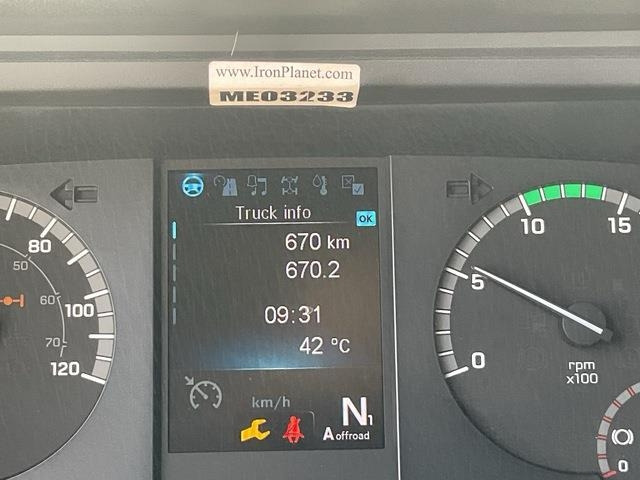 www.IronPlanet.com
ME03233
Truck info
OK
670 km
670.2
09:31
42 °C
km/h
N1
A offroad
80
100
120
50
60
70
0
5
10
15
rpm
x100
0